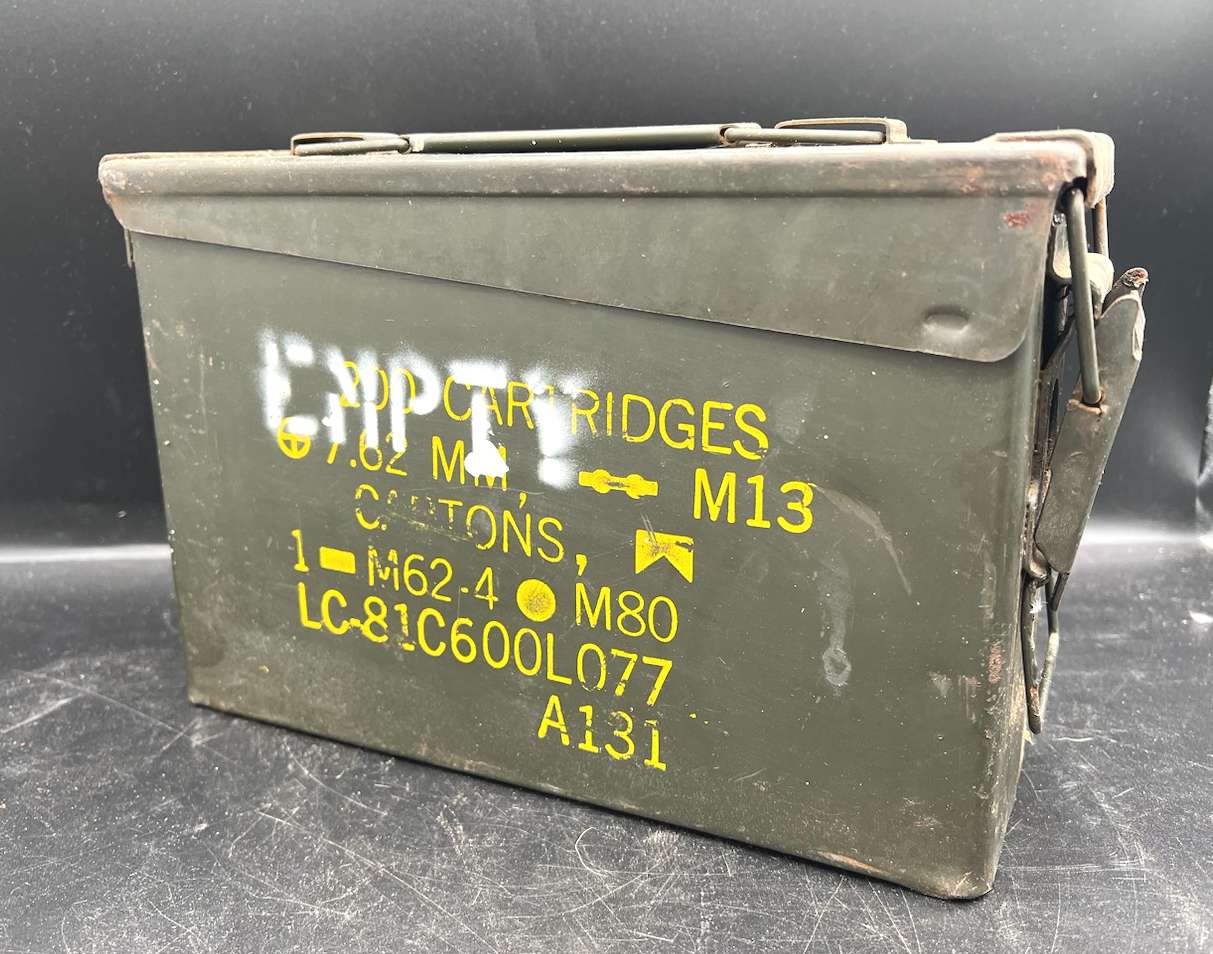 EMPTY
200 CARTRIDGES
7.62 MM, M13
CARTONS,
1 M62-4 M80
LC-81C600L077
A131